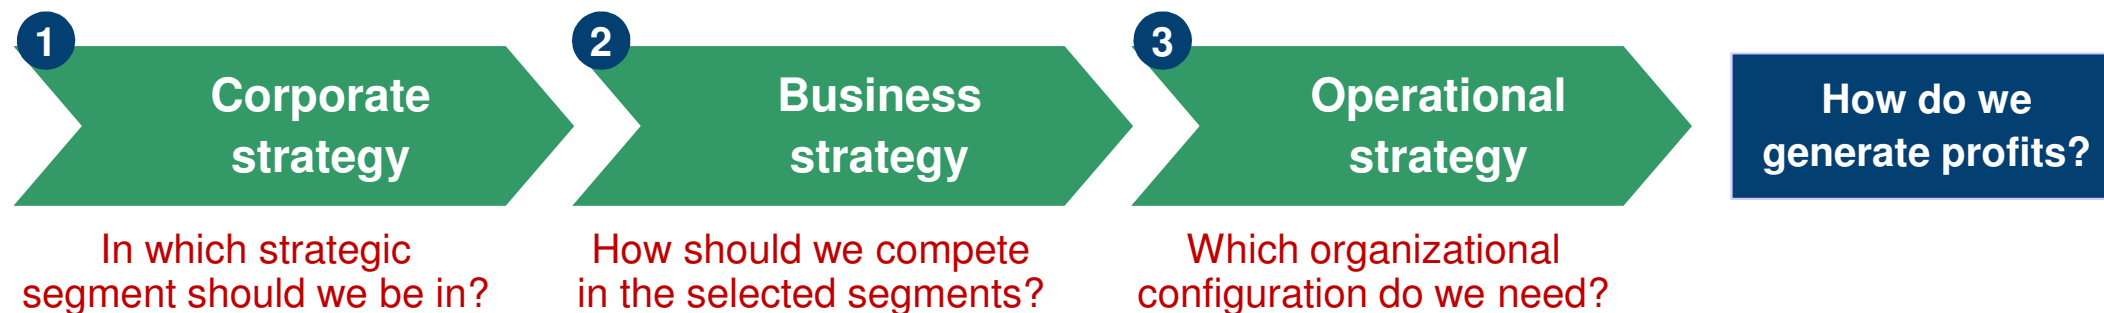 1
Corporate
strategy
In which strategic
segment should we be in?
2
Business
strategy
How should we compete
in the selected segments?
3
Operational
strategy
Which organizational
configuration do we need?
How do we
generate profits?